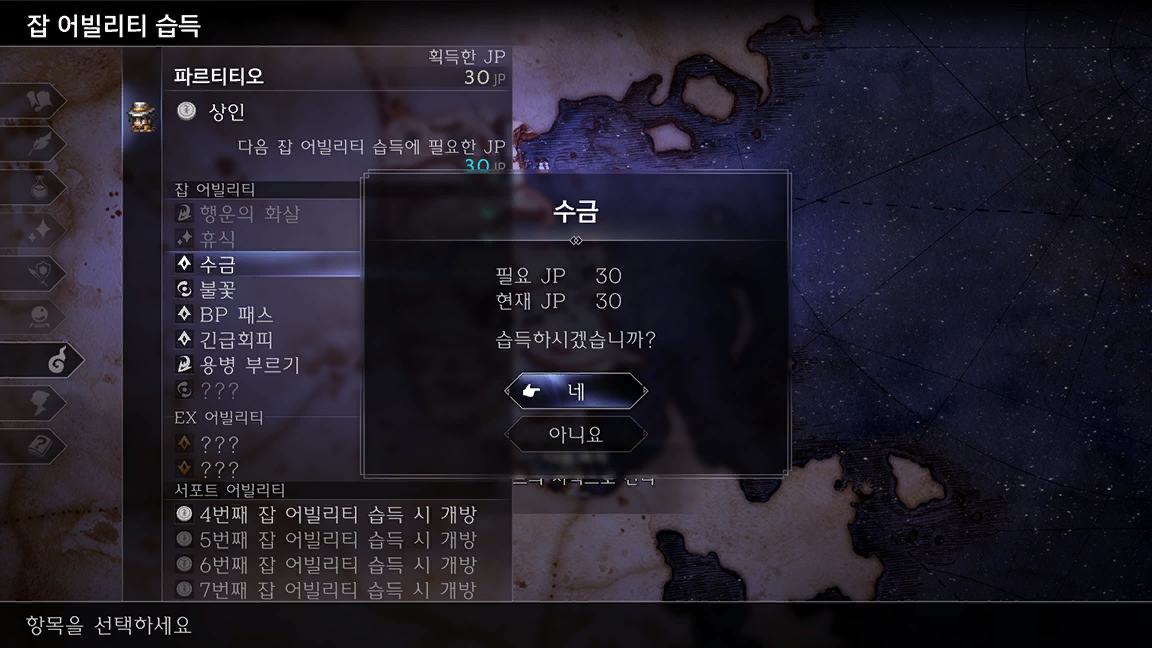 잡 어빌리티 습득
획득한 JP
파르티티오
30 JP
상인
다음 잡 어빌리티 습득에 필요한 JP
30 JP
잡 어빌리티
행운의 화살
휴식
수금
불꽃
BP 패스
긴급회피
용병 부르기
???
EX 어빌리티
???
???
서포트 어빌리티
4번째 잡 어빌리티 습득 시 개방
5번째 잡 어빌리티 습득 시 개방
6번째 잡 어빌리티 습득 시 개방
7번째 잡 어빌리티 습득 시 개방
수금
필요 JP 30
현재 JP 30
습득하시겠습니까?
네
아니요
항목을 선택하세요